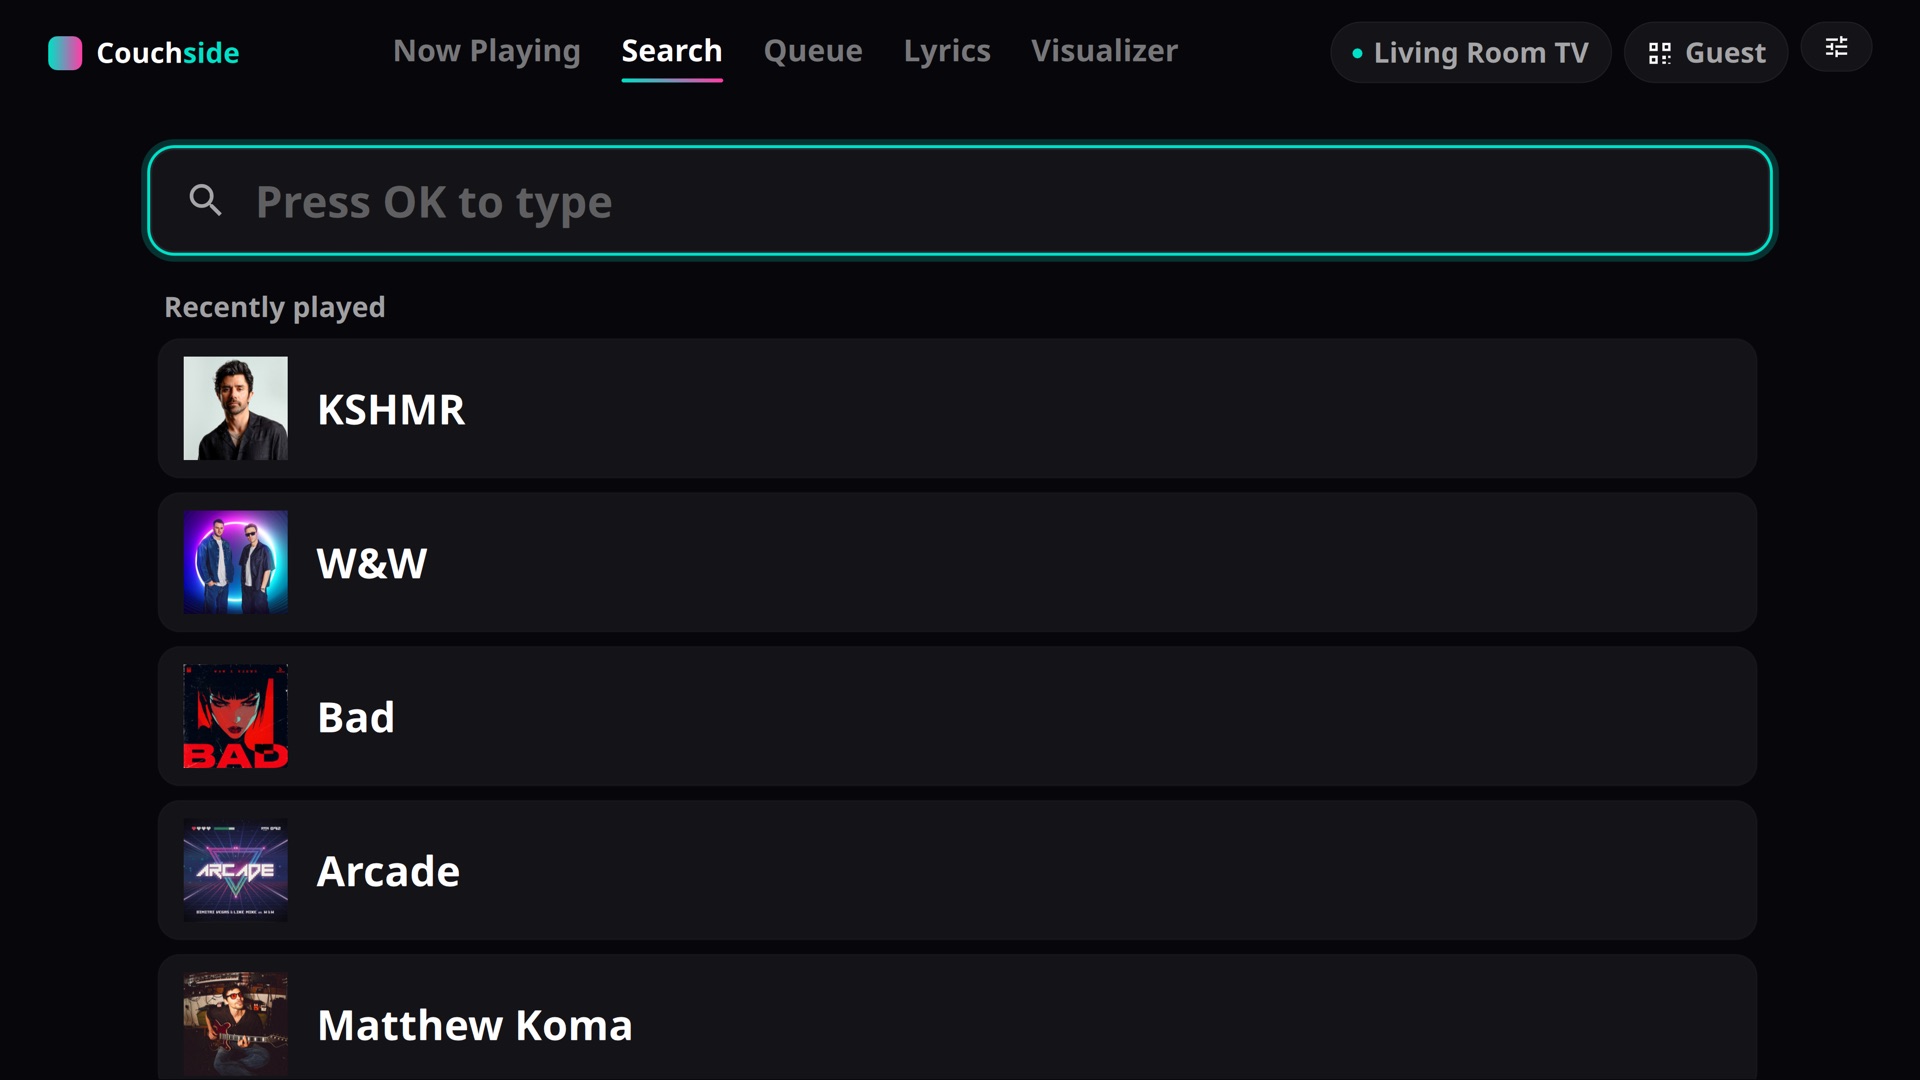 Couchside
Now Playing
Search
Queue
Lyrics
Visualizer
Living Room TV
Guest
Press OK to type
Recently played
KSHMR
W&W
BAD
Bad
ARCADE
Arcade
Matthew Koma